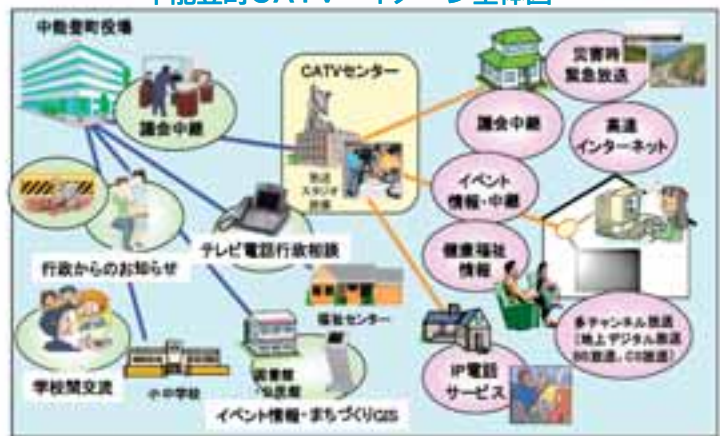 中能登町役場
議会中継
CATVセンター
放送
スタジオ
設備
災害時
緊急放送
議会中継
高速
インターネット
イベント
情報・中継
健康福祉
情報
テレビ電話行政相談
行政からのお知らせ
福祉センター
多チャンネル放送
(地上デジタル放送
BS放送、CS放送)
IP電話
サービス
学校間交流
小中学校
図書館
・公民館
イベント情報・まちづくりGIS